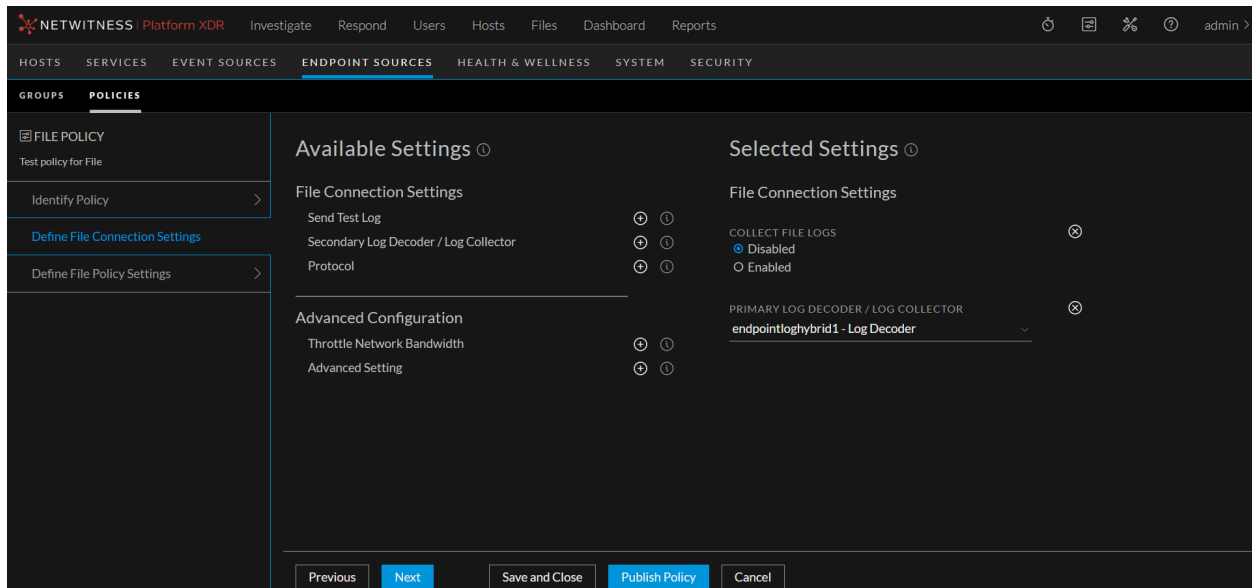 NETWITNESS Platform XDR Investigate Respond Users Hosts Files Dashboard Reports admin >
HOSTS SERVICES EVENT SOURCES ENDPOINT SOURCES HEALTH & WELLNESS SYSTEM SECURITY
GROUPS POLICIES
FILE POLICY
Test policy for File
Identify Policy
Define File Connection Settings
Define File Policy Settings
Available Settings
File Connection Settings
Send Test Log
Secondary Log Decoder / Log Collector
Protocol
Advanced Configuration
Throttle Network Bandwidth
Advanced Setting
Selected Settings
File Connection Settings
COLLECT FILE LOGS
Disabled
Enabled
PRIMARY LOG DECODER / LOG COLLECTOR
endpointloghybrid1 - Log Decoder
Previous Next Save and Close Publish Policy Cancel